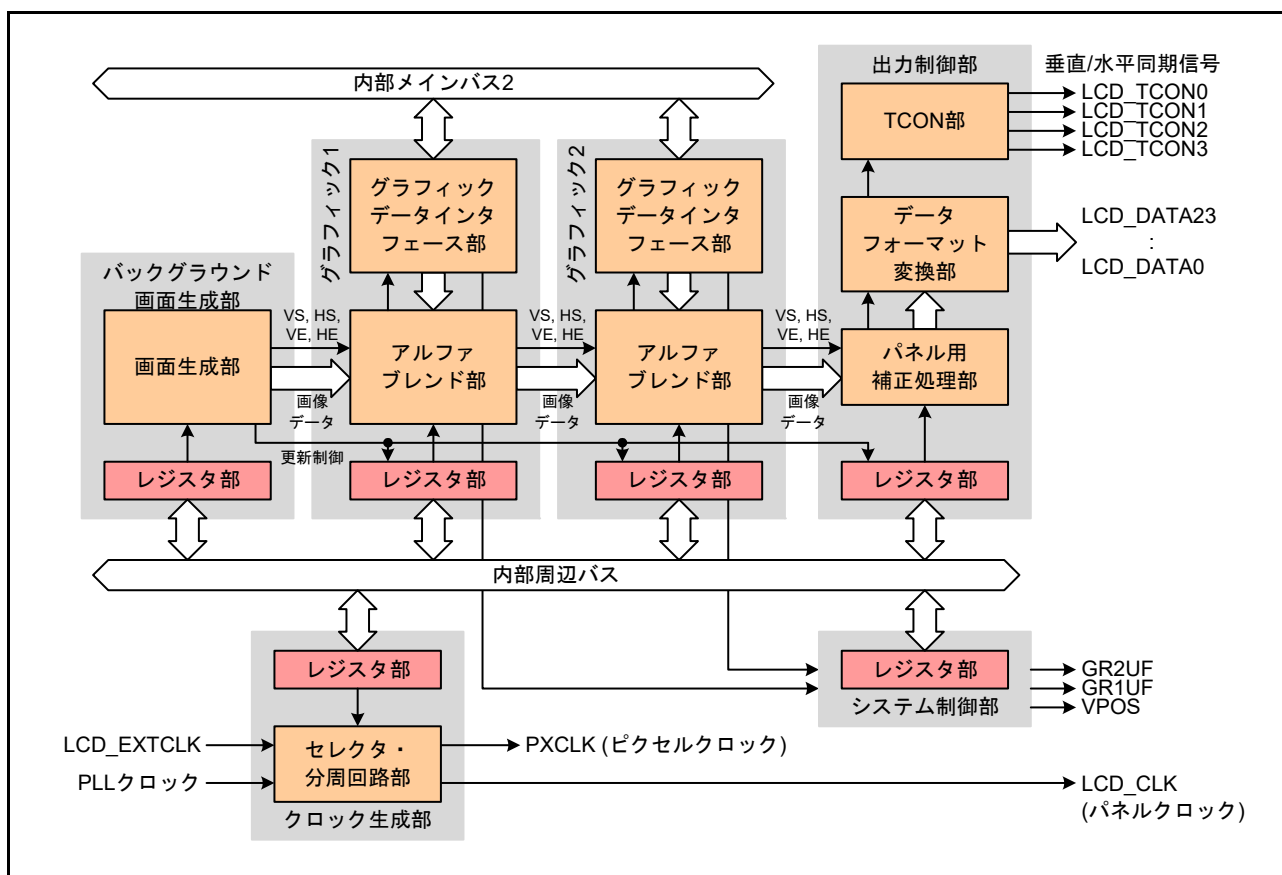 内部メインバス2
出力制御部
垂直/水平同期信号
TCON部
LCD_TCON0
LCD_TCON1
LCD_TCON2
LCD_TCON3
グラフィック1
グラフィック
データインタ
フェース部
グラフィック2
グラフィック
データインタ
フェース部
データ
フォーマット
変換部
LCD_DATA23
:
LCD_DATA0
バックグラウンド
画面生成部
画面生成部
VS, HS,
VE, HE
アルファ
ブレンド部
VS, HS,
VE, HE
アルファ
ブレンド部
VS, HS,
VE, HE
パネル用
補正処理部
画像
データ
画像
データ
画像
データ
更新制御
レジスタ部
レジスタ部
レジスタ部
レジスタ部
内部周辺バス
レジスタ部
レジスタ部
システム制御部
GR2UF
GR1UF
VPOS
LCD_EXTCLK
PLLクロック
セレクタ・
分周回路部
クロック生成部
PXCLK (ピクセルクロック)
LCD_CLK
(パネルクロック)